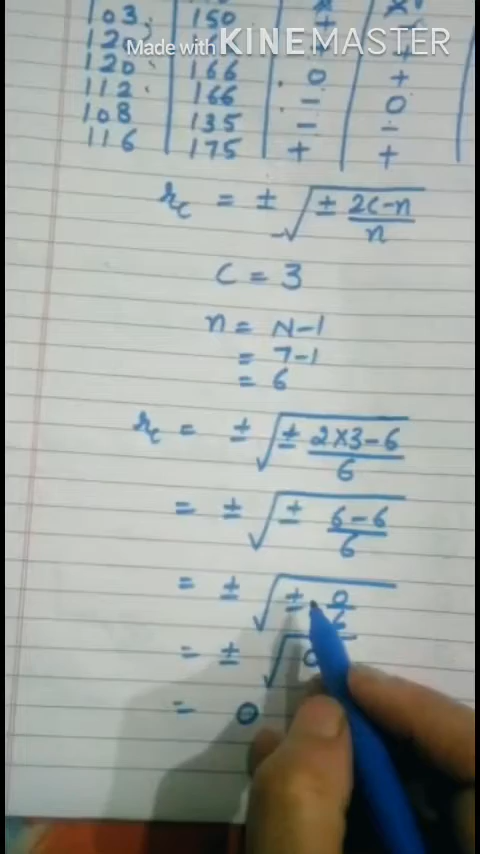 103, 150 × ×
Made with KINEMASTER
120 166 0 +
112 166 - 0
108 135 - -
116 175 + +
r_c = ± √(± 2C-n / n)
C = 3
n = N-1
= 7-1
= 6
r_c = ± √(± 2×3-6 / 6)
= ± √(± 6-6 / 6)
= ± √(± 0 / 6)
= ± √0
= 0